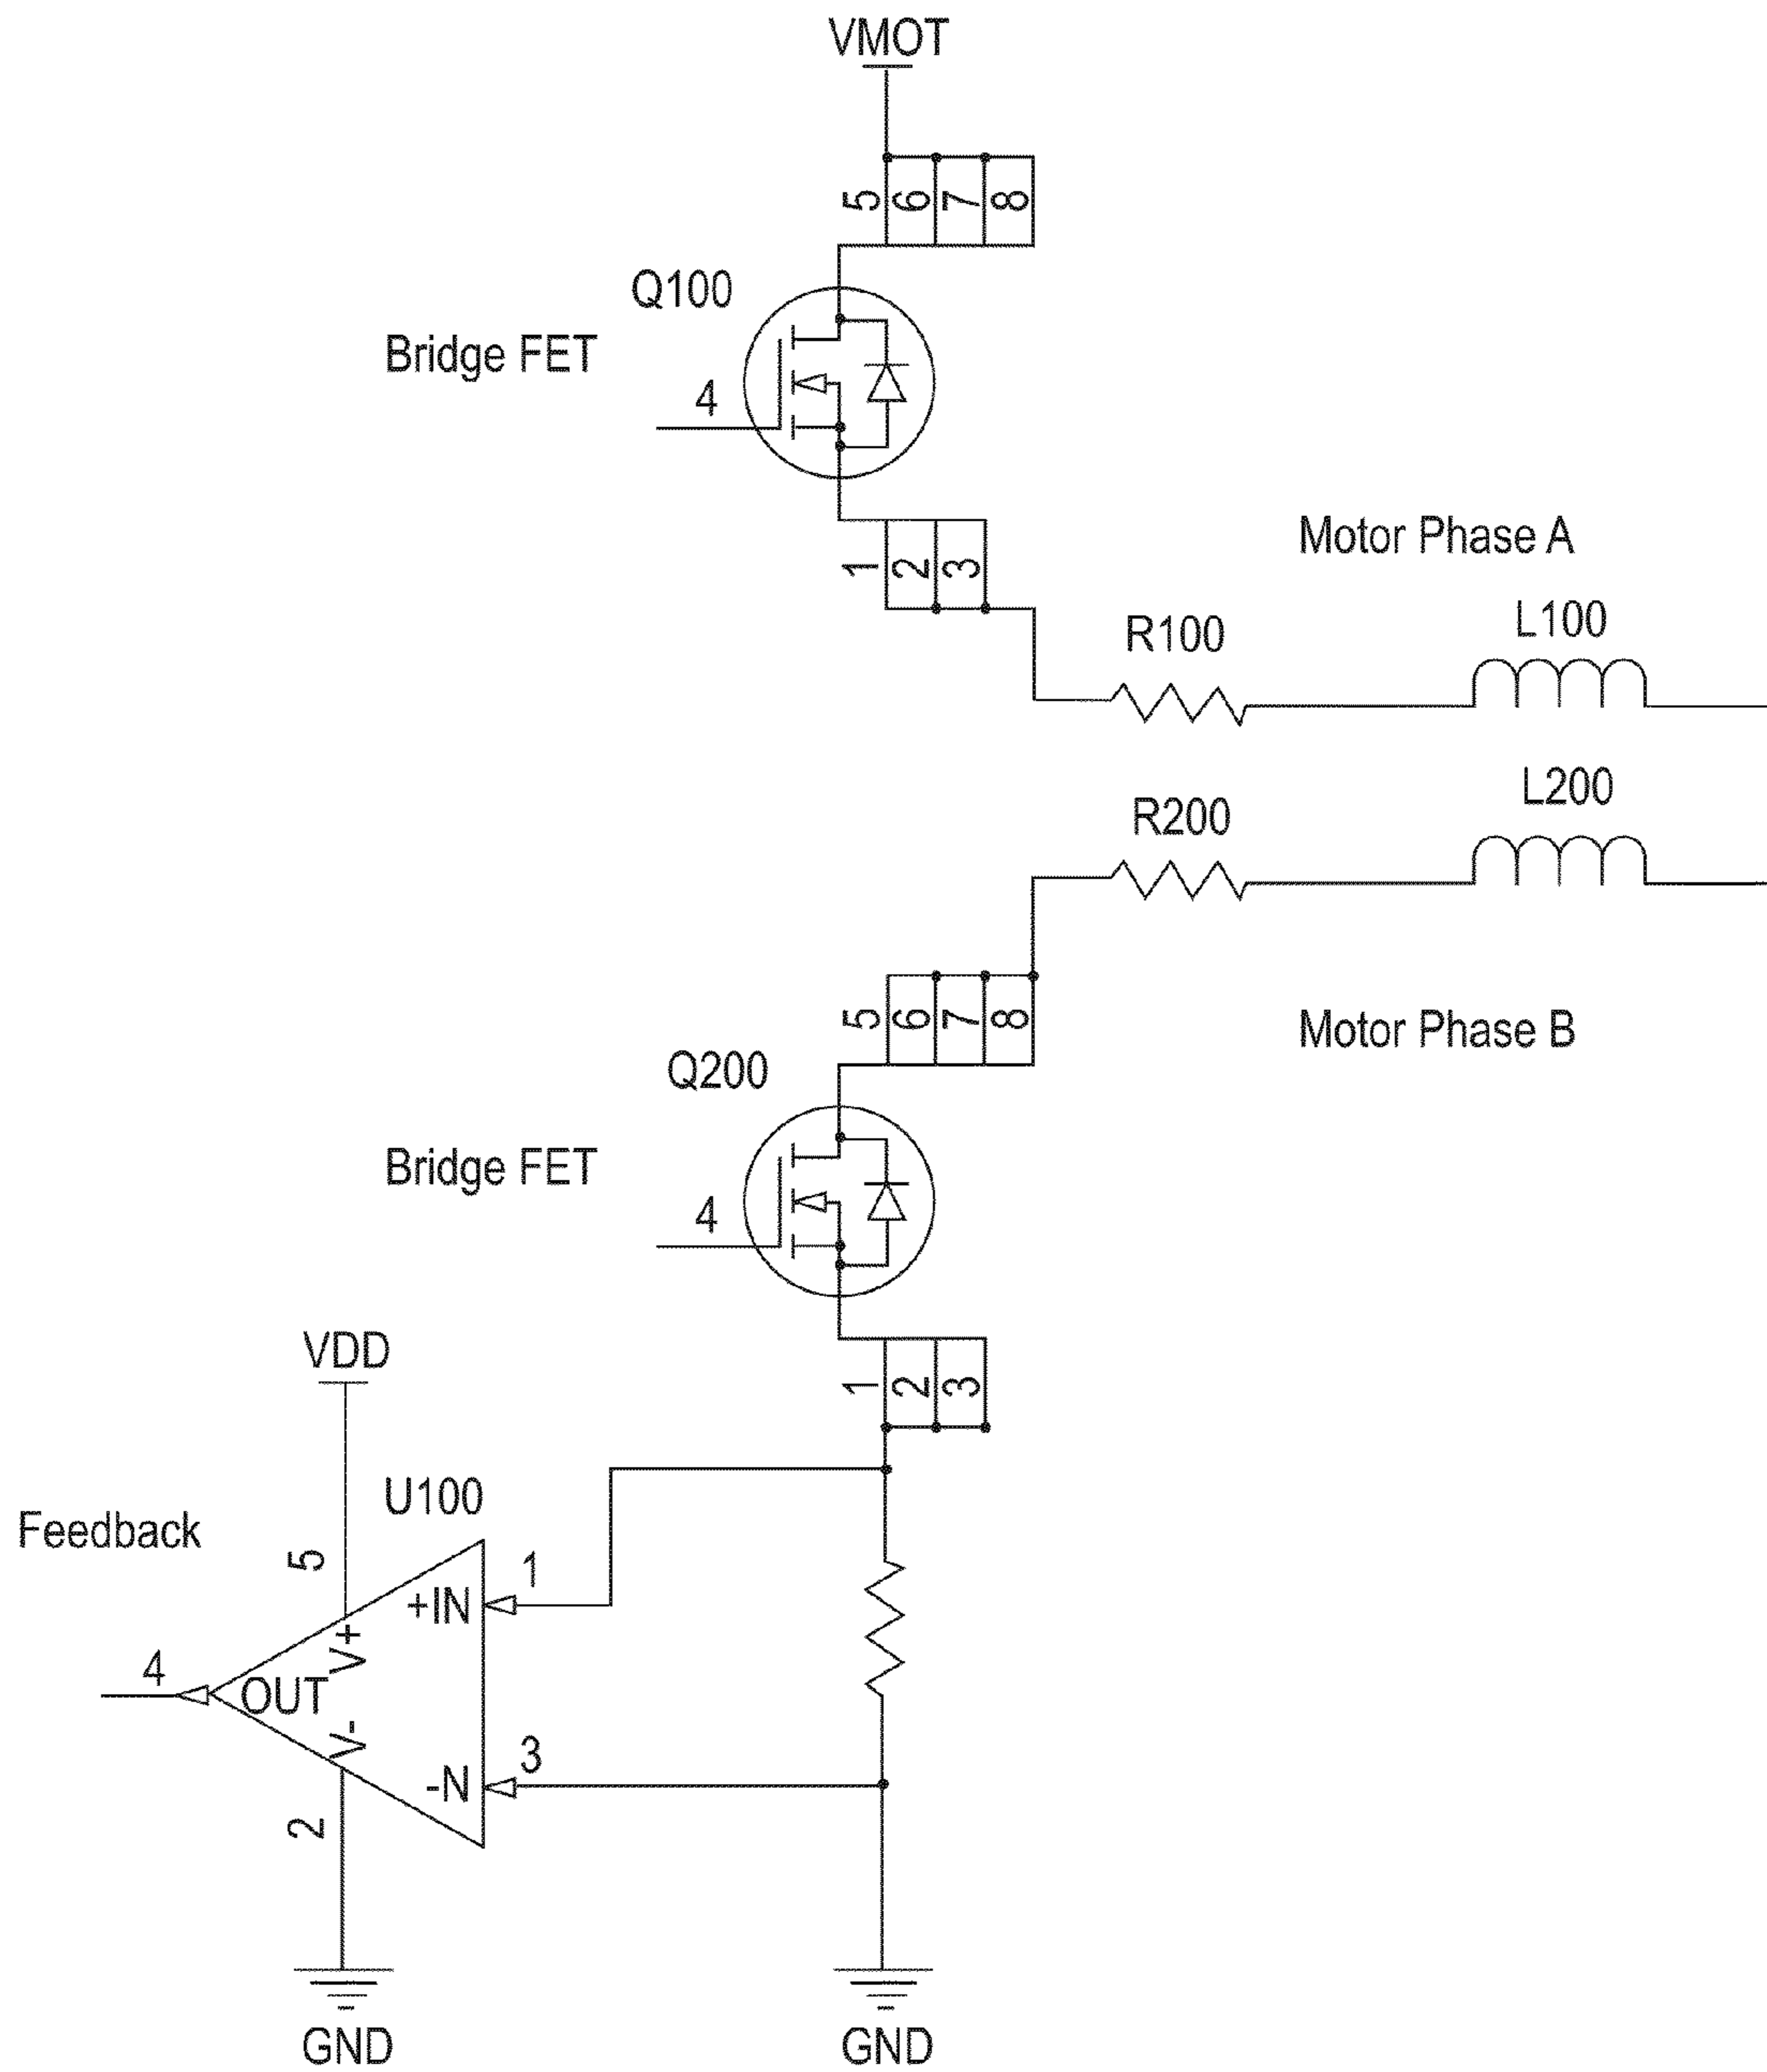 VMOT
5 6 7 8
Q100
Bridge FET
4
1 2 3
Motor Phase A
R100
L100
R200
L200
5 6 7 8
Motor Phase B
Q200
Bridge FET
4
VDD
1 2 3
U100
Feedback
5
+IN
1
V+
4
OUT
V-
-N
3
2
GND
GND